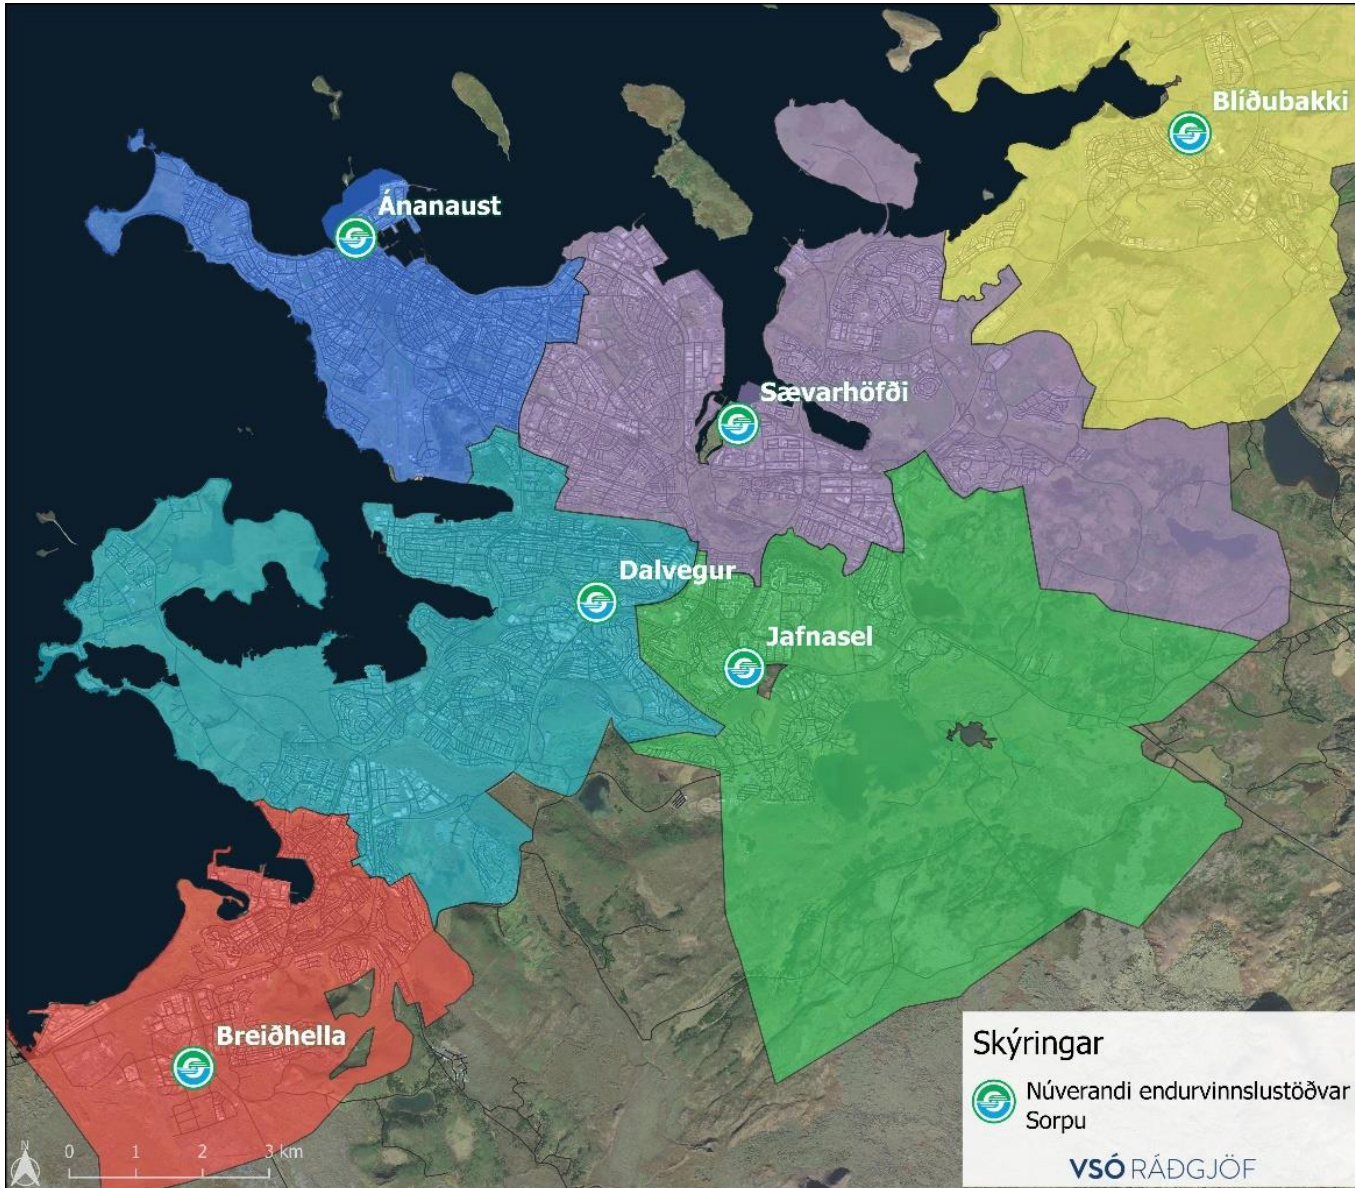 Blíðubakki
Ánanaust
Sævarhöfði
Dalvegur
Jafnasel
Breiðhella
N
0 1 2 3 km
Skýringar
Núverandi endurvinnslustöðvar
Sorpu
VSÓ RÁÐGJÖF